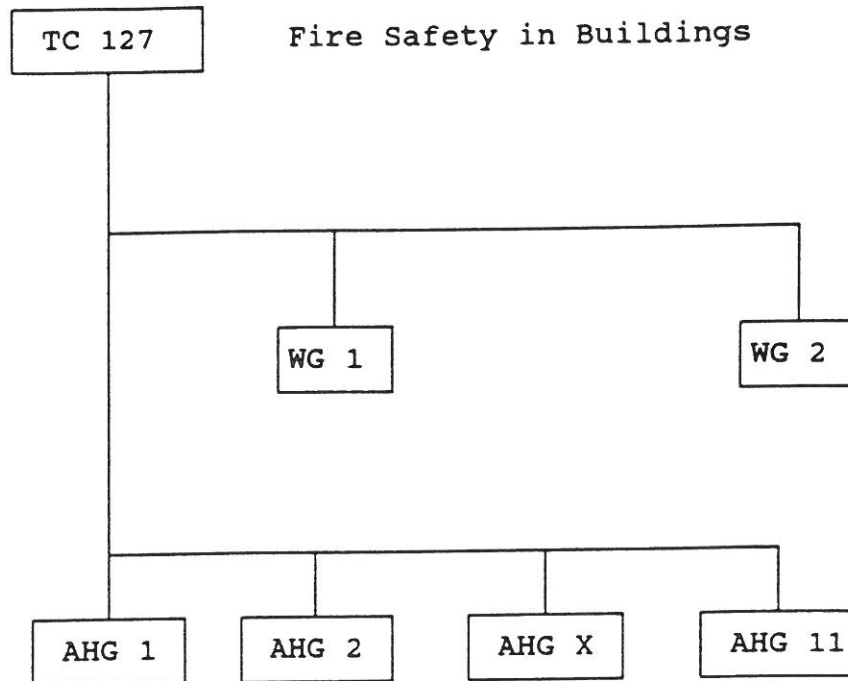 TC 127
Fire Safety in Buildings
WG 1
WG 2
AHG 1
AHG 2
AHG X
AHG 11